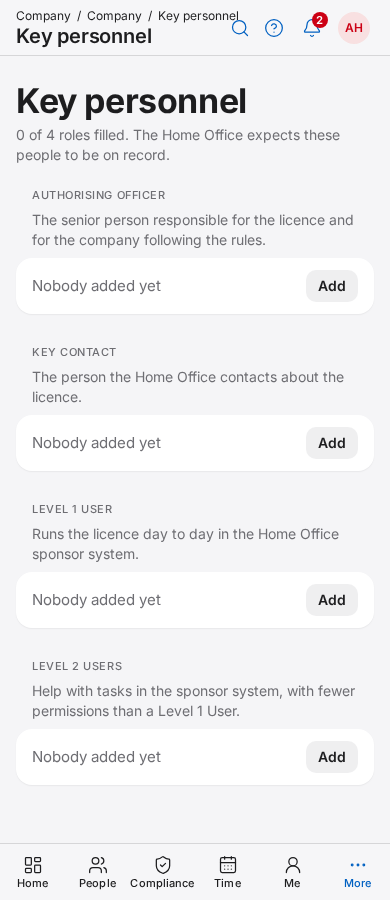 Company / Company / Key personnel
Key personnel
2
AH
Key personnel
0 of 4 roles filled. The Home Office expects these
people to be on record.
AUTHORISING OFFICER
The senior person responsible for the licence and
for the company following the rules.
Nobody added yet
Add
KEY CONTACT
The person the Home Office contacts about the
licence.
Nobody added yet
Add
LEVEL 1 USER
Runs the licence day to day in the Home Office
sponsor system.
Nobody added yet
Add
LEVEL 2 USERS
Help with tasks in the sponsor system, with fewer
permissions than a Level 1 User.
Nobody added yet
Add
Home
People
Compliance
Time
Me
More